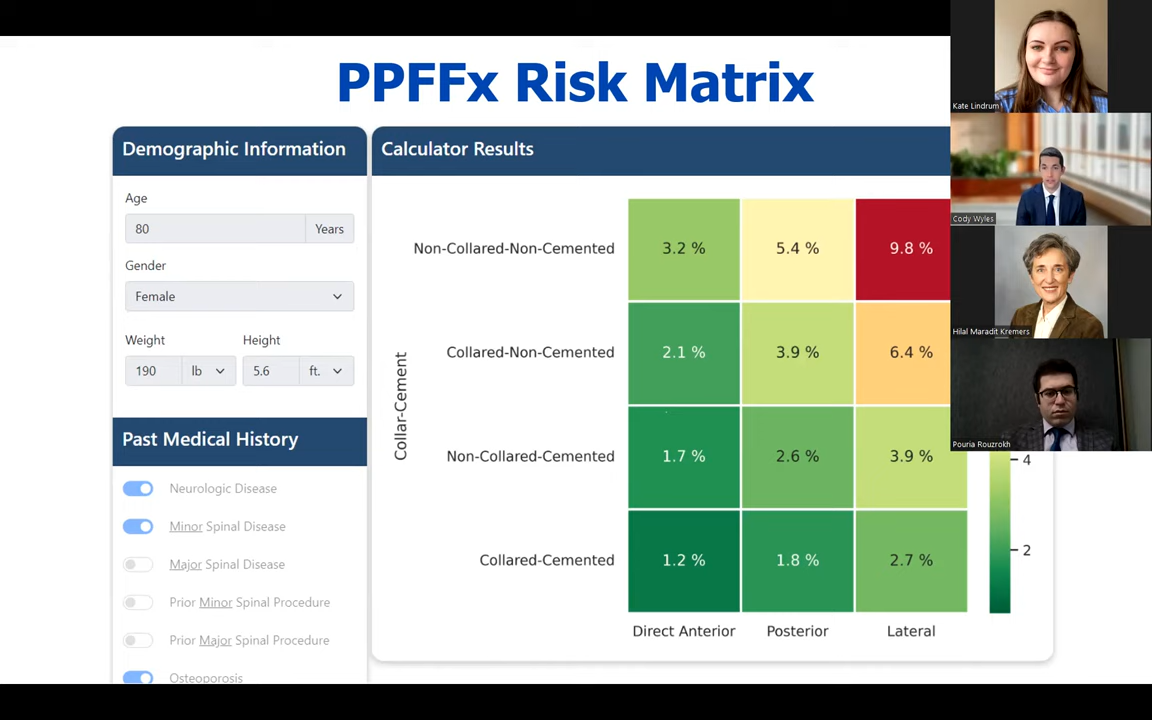 PPFFx Risk Matrix
Demographic Information
Age
80
Years
Gender
Female
Weight
Height
190
lb
5.6
ft.
Past Medical History
Neurologic Disease
Minor Spinal Disease
Major Spinal Disease
Prior Minor Spinal Procedure
Prior Major Spinal Procedure
Osteoporosis
Calculator Results
Collar-Cement
Non-Collared-Non-Cemented
3.2 %
5.4 %
9.8 %
Collared-Non-Cemented
2.1 %
3.9 %
6.4 %
Non-Collared-Cemented
1.7 %
2.6 %
3.9 %
Collared-Cemented
1.2 %
1.8 %
2.7 %
Direct Anterior
Posterior
Lateral
4
2
Kate Lindrum
Cody Wyles
Hilal Maradit Kremers
Pouria Rouzrokh